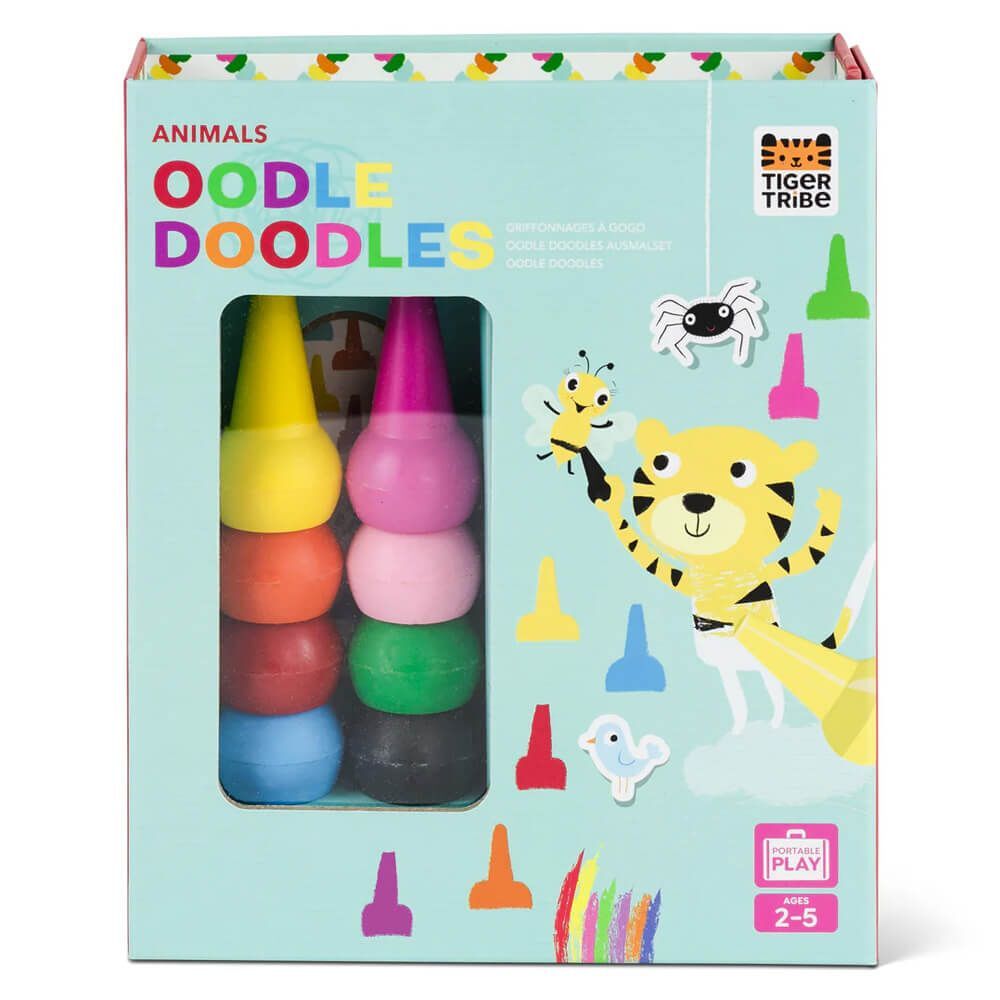 ANIMALS
OODLE
DOODLES
GRIFFONNAGES À GOGO
OODLE DOODLES AUSMALSET
OODLE DOODLES
TIGER
TRiBE
PORTABLE
PLAY
AGES
2-5